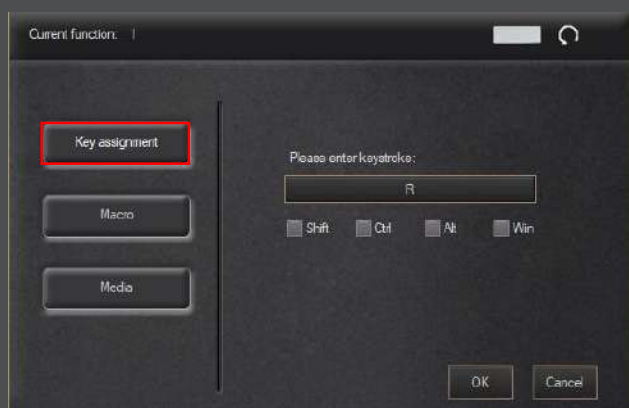 Current function: I
Key assignment
Please enter keystroke:
R
Macro
Shift Ctrl Alt Win
Media
OK Cancel